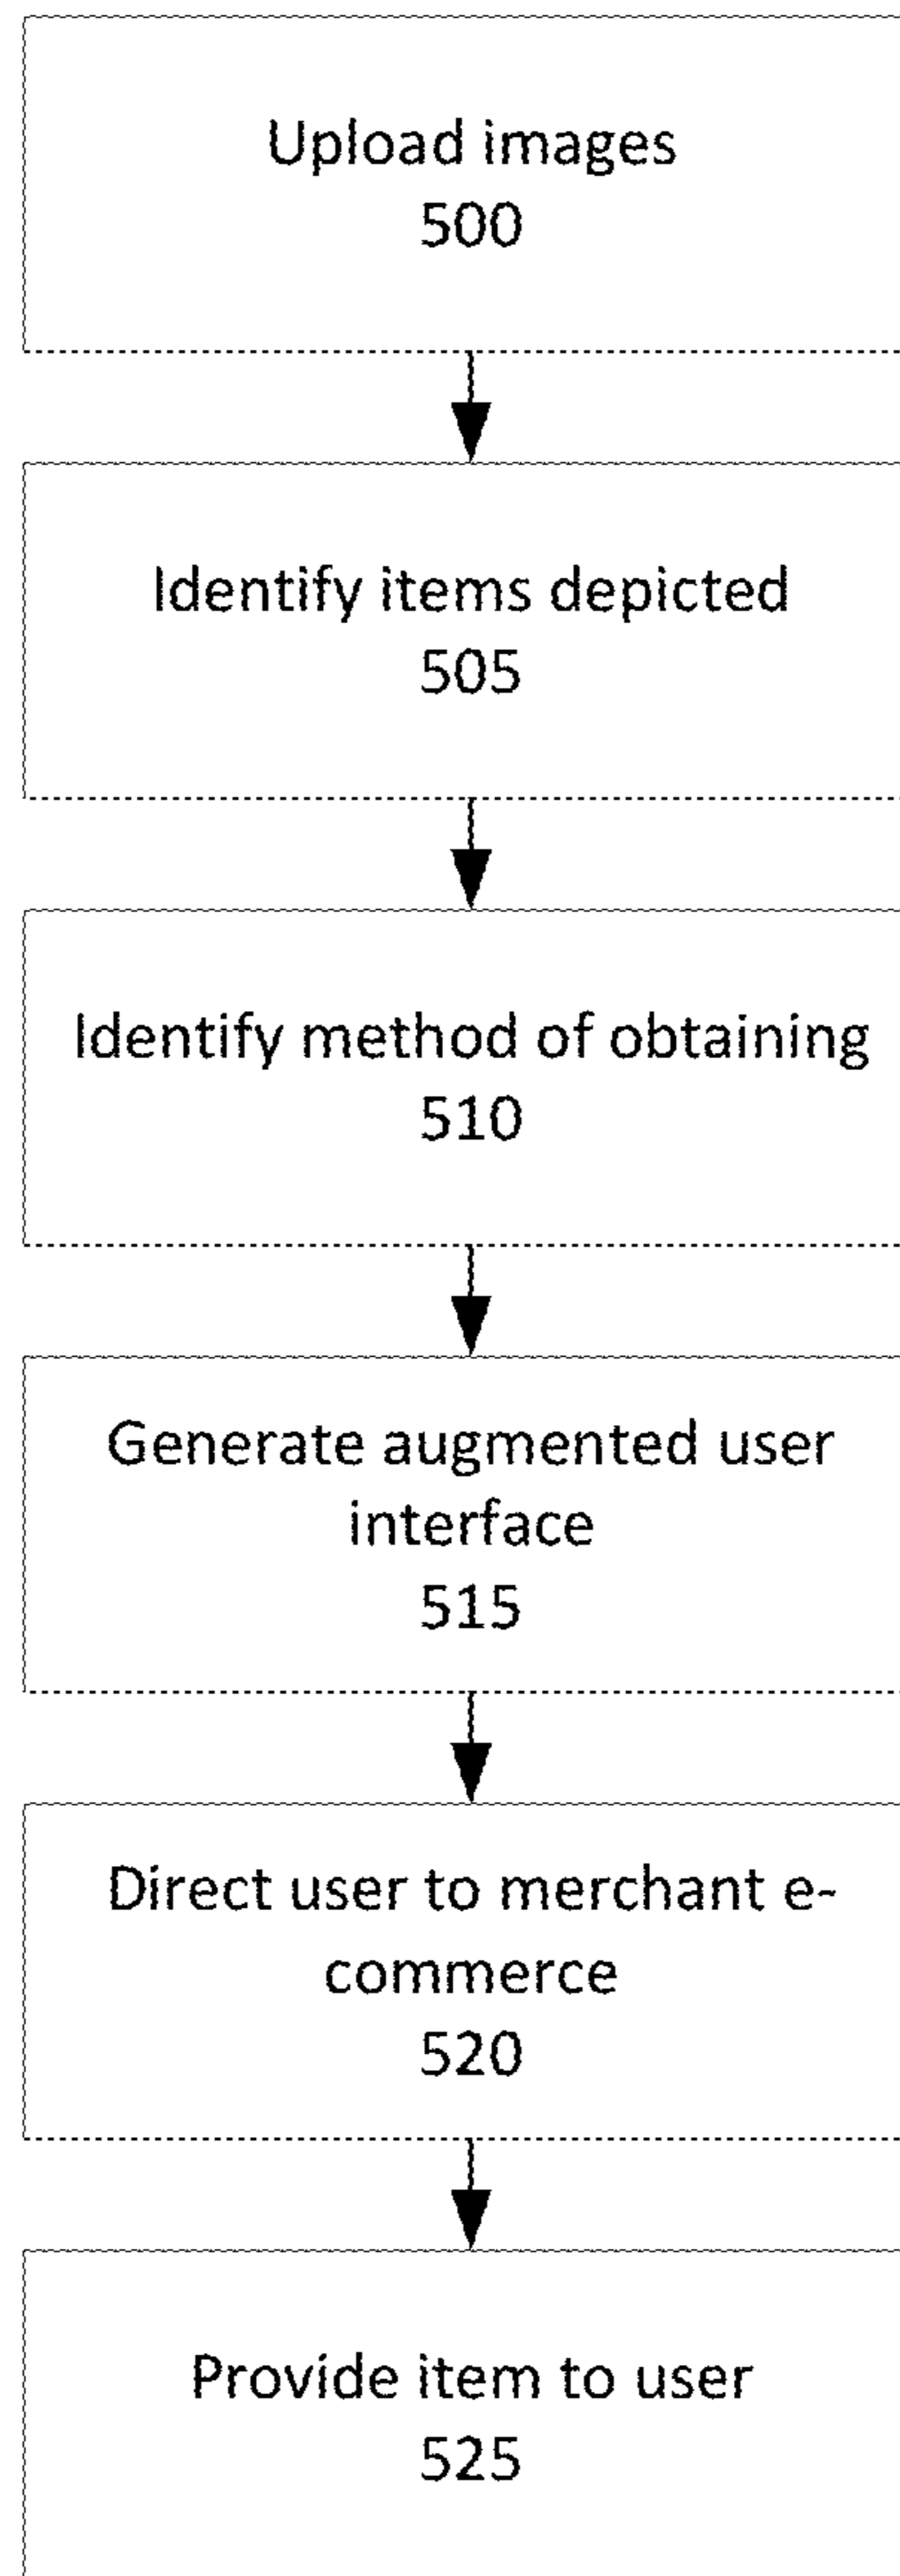 Upload images
500
Identify items depicted
505
Identify method of obtaining
510
Generate augmented user
interface
515
Direct user to merchant e-
commerce
520
Provide item to user
525